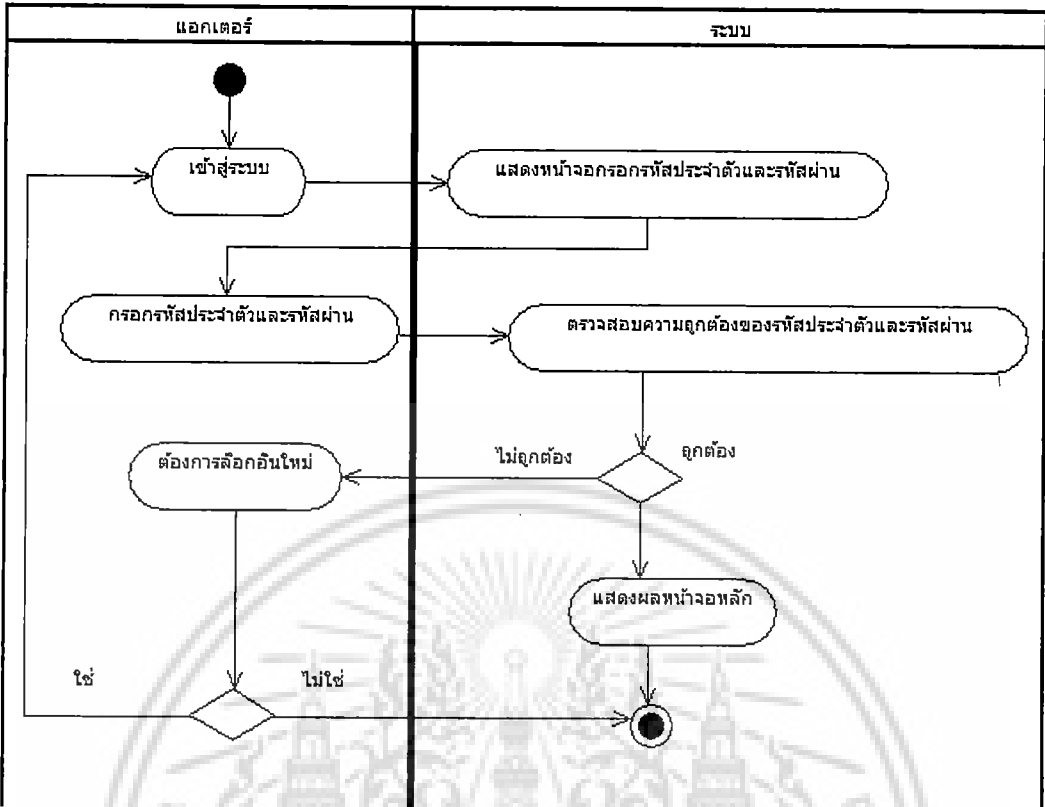 แอกเตอร์
ระบบ
เข้าสู่ระบบ
แสดงหน้าจอกรอกรหัสประจำตัวและรหัสผ่าน
กรอกรหัสประจำตัวและรหัสผ่าน
ตรวจสอบความถูกต้องของรหัสประจำตัวและรหัสผ่าน
ต้องการล๊อกอินใหม่
ไม่ถูกต้อง
ถูกต้อง
แสดงผลหน้าจอหลัก
ใช่
ไม่ใช่